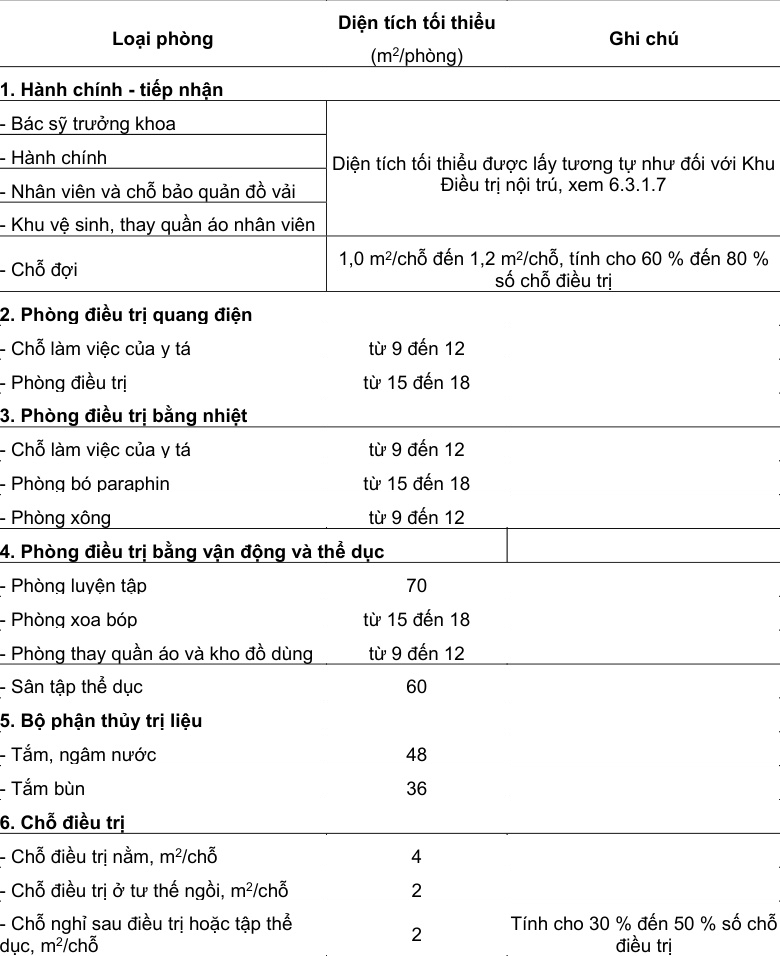 Loại phòng
Diện tích tối thiểu
(m²/phòng)
Ghi chú
1. Hành chính - tiếp nhận
- Bác sỹ trưởng khoa
- Hành chính
- Nhân viên và chỗ bảo quản đồ vải
- Khu vệ sinh, thay quần áo nhân viên
Diện tích tối thiểu được lấy tương tự như đối với Khu
Điều trị nội trú, xem 6.3.1.7
- Chỗ đợi
1,0 m²/chỗ đến 1,2 m²/chỗ, tính cho 60 % đến 80 %
số chỗ điều trị
2. Phòng điều trị quang điện
- Chỗ làm việc của y tá
từ 9 đến 12
- Phòng điều trị
từ 15 đến 18
3. Phòng điều trị bằng nhiệt
- Chỗ làm việc của y tá
từ 9 đến 12
- Phòng bó paraphin
từ 15 đến 18
- Phòng xông
từ 9 đến 12
4. Phòng điều trị bằng vận động và thể dục
- Phòng luyện tập
70
- Phòng xoa bóp
từ 15 đến 18
- Phòng thay quần áo và kho đồ dùng
từ 9 đến 12
- Sân tập thể dục
60
5. Bộ phận thủy trị liệu
- Tắm, ngâm nước
48
- Tắm bùn
36
6. Chỗ điều trị
- Chỗ điều trị nằm, m²/chỗ
4
- Chỗ điều trị ở tư thế ngồi, m²/chỗ
2
- Chỗ nghỉ sau điều trị hoặc tập thể
dục, m²/chỗ
2
Tính cho 30 % đến 50 % số chỗ
điều trị